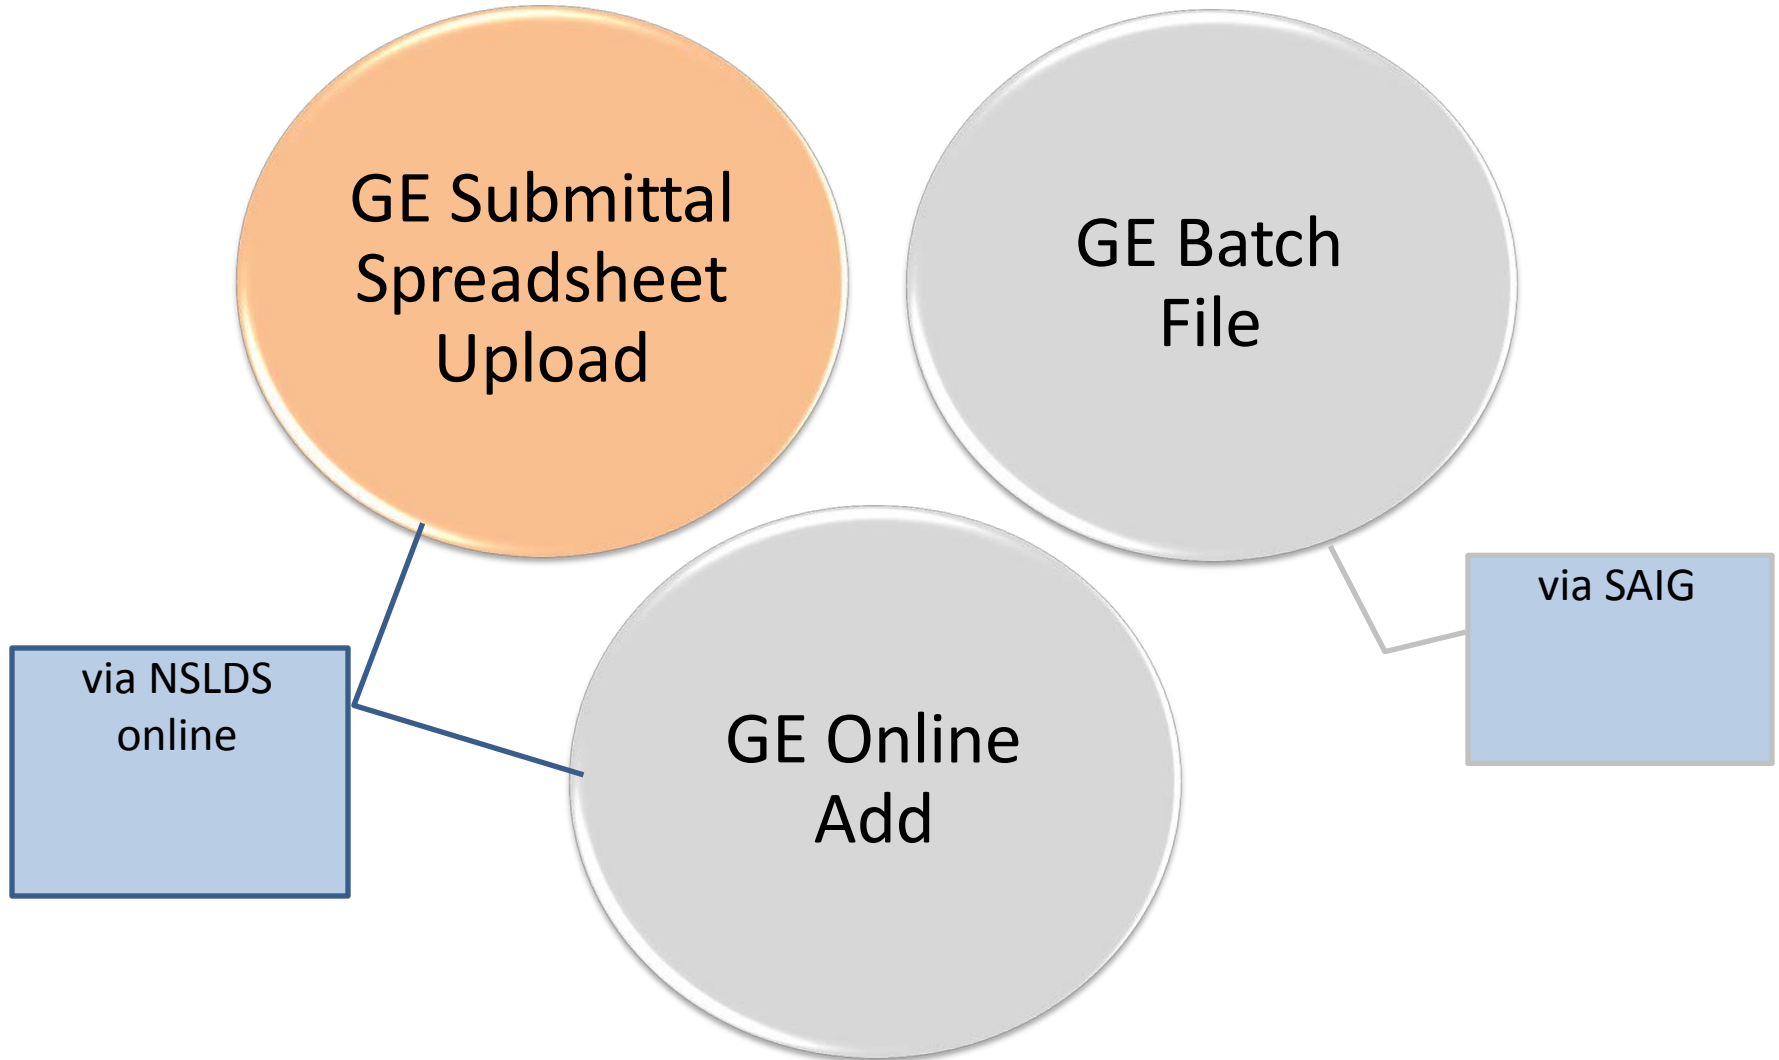 GE Submittal
Spreadsheet
Upload
GE Batch
File
via SAIG
via NSLDS
online
GE Online
Add